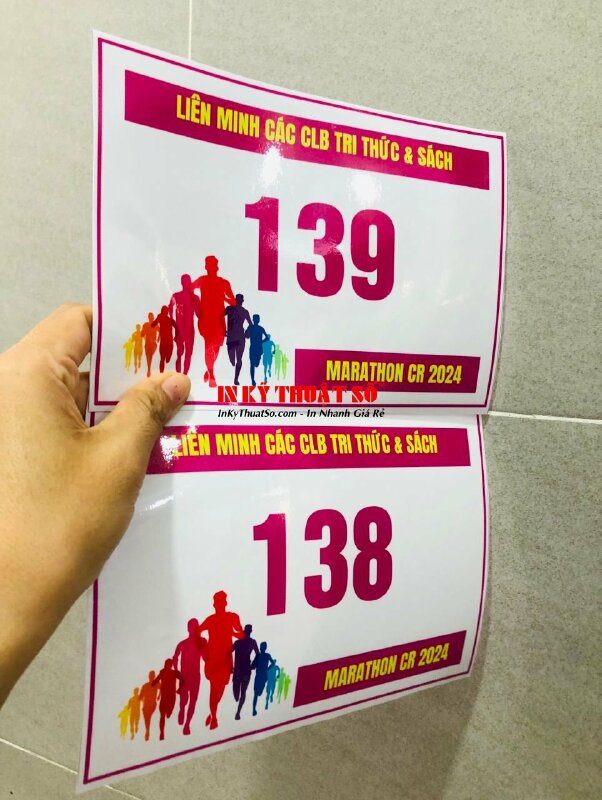 LIÊN MINH CÁC CLB TRI THỨC & SÁCH
139
MARATHON CR 2024
IN KỸ THUẬT SỐ
InKyThuatSo.com - In Nhanh Giá Rẻ
LIÊN MINH CÁC CLB TRI THỨC & SÁCH
138
MARATHON CR 2024